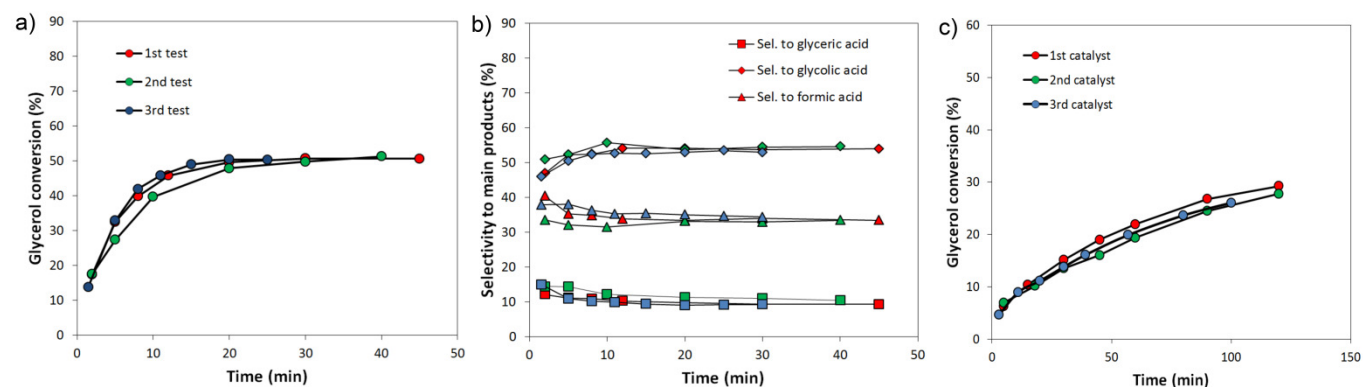 a)
Glycerol conversion (%)
90
80
70
60
50
40
30
20
10
0
1st test
2nd test
3rd test
0 10 20 30 40 50
Time (min)
b)
Selectivity to main products (%)
90
80
70
60
50
40
30
20
10
0
Sel. to glyceric acid
Sel. to glycolic acid
Sel. to formic acid
0 10 20 30 40 50
Time (min)
c)
Glycerol conversion (%)
60
50
40
30
20
10
0
1st catalyst
2nd catalyst
3rd catalyst
0 50 100 150
Time (min)